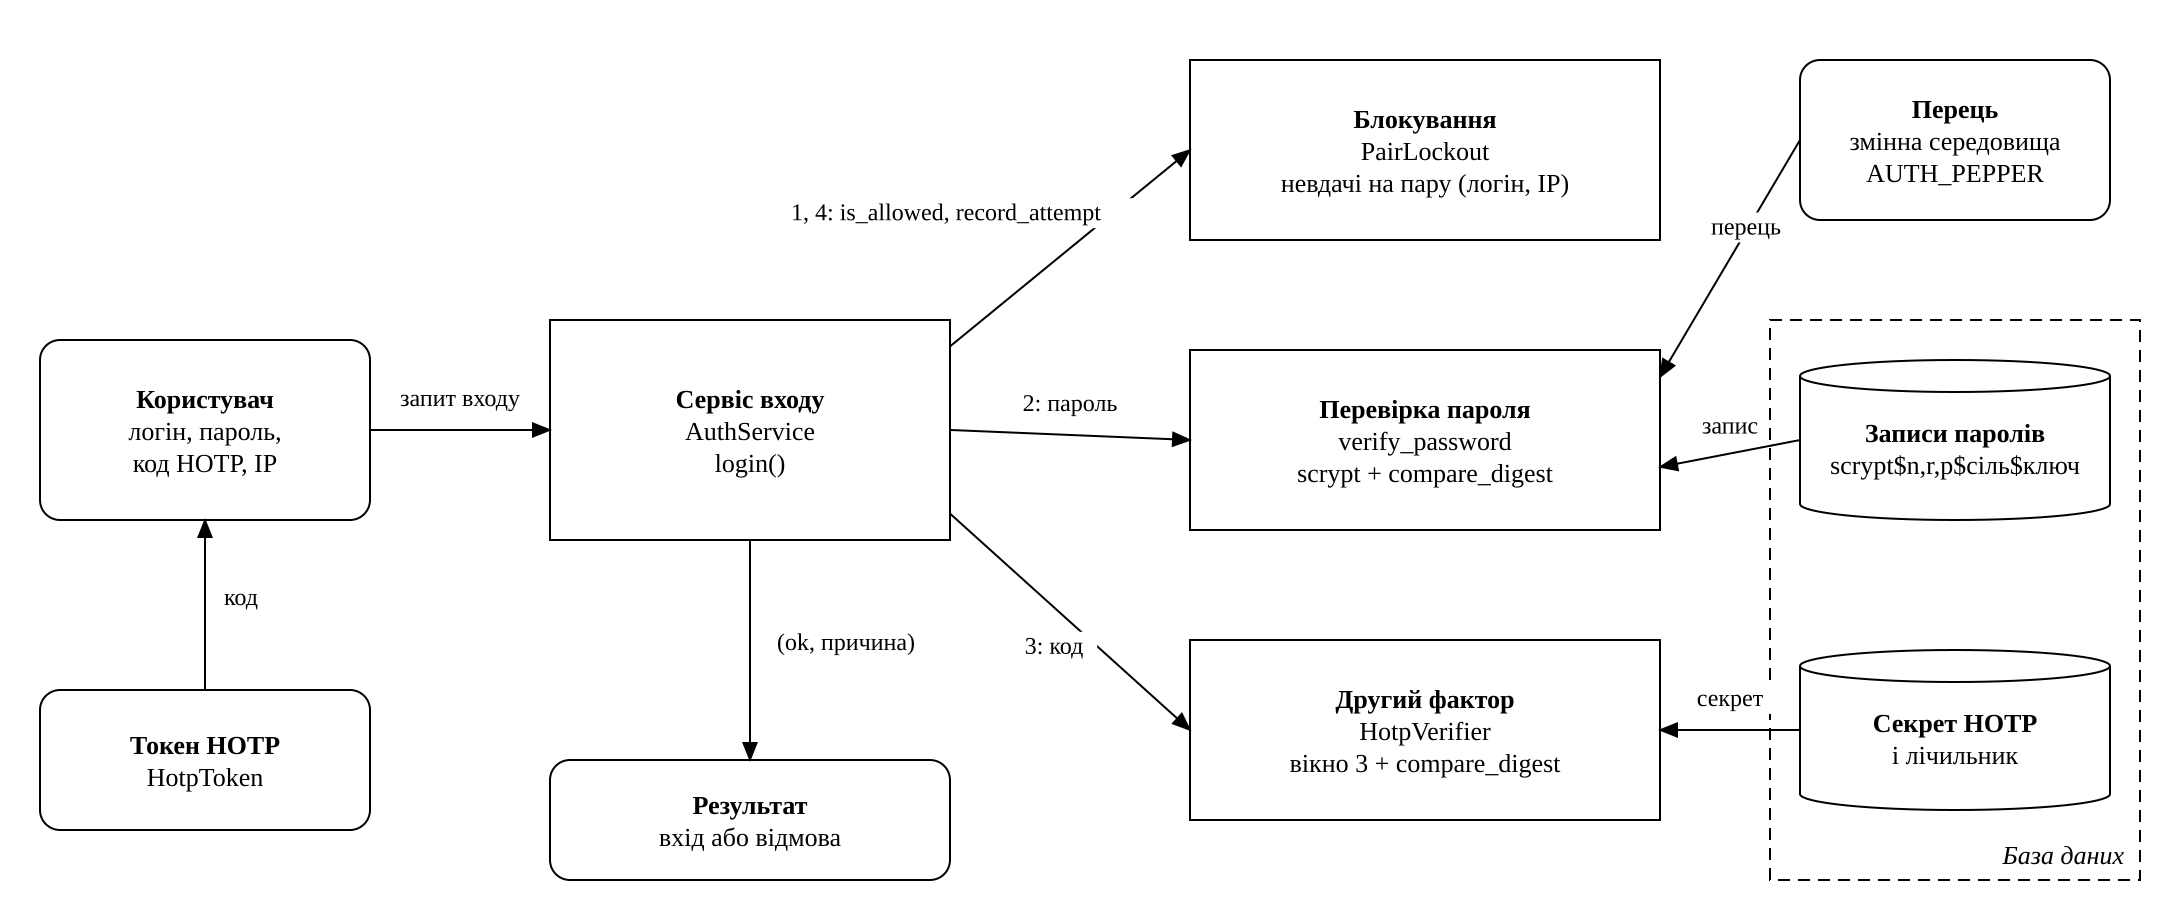 Блокування
PairLockout
невдачі на пару (логін, IP)
Перець
змінна середовища
AUTH_PEPPER
1, 4: is_allowed, record_attempt
перець
Користувач
логін, пароль,
код HOTP, IP
запит входу
Сервіс входу
AuthService
login()
2: пароль
Перевірка пароля
verify_password
scrypt + compare_digest
запис
Записи паролів
scrypt$n,r,p$сіль$ключ
код
(ok, причина)
3: код
Токен HOTP
HotpToken
Результат
вхід або відмова
Другий фактор
HotpVerifier
вікно 3 + compare_digest
секрет
Секрет HOTP
і лічильник
База даних